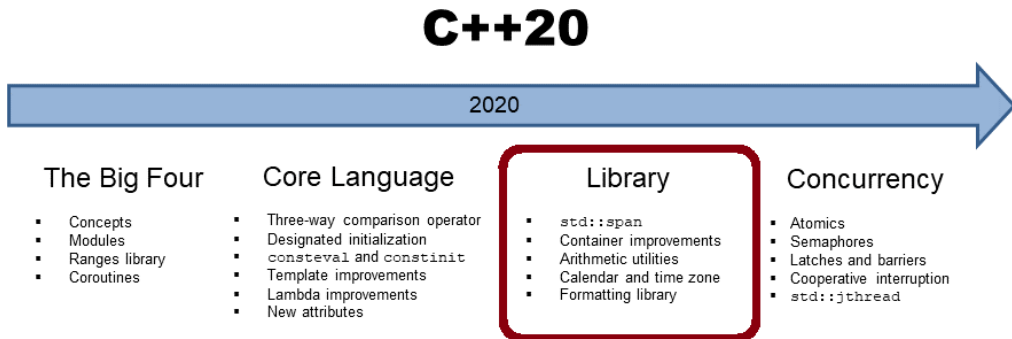 C++20
2020
The Big Four
▪ Concepts
▪ Modules
▪ Ranges library
▪ Coroutines
Core Language
▪ Three-way comparison operator
▪ Designated initialization
▪ consteval and constinit
▪ Template improvements
▪ Lambda improvements
▪ New attributes
Library
▪ std::span
▪ Container improvements
▪ Arithmetic utilities
▪ Calendar and time zone
▪ Formatting library
Concurrency
▪ Atomics
▪ Semaphores
▪ Latches and barriers
▪ Cooperative interruption
▪ std::jthread